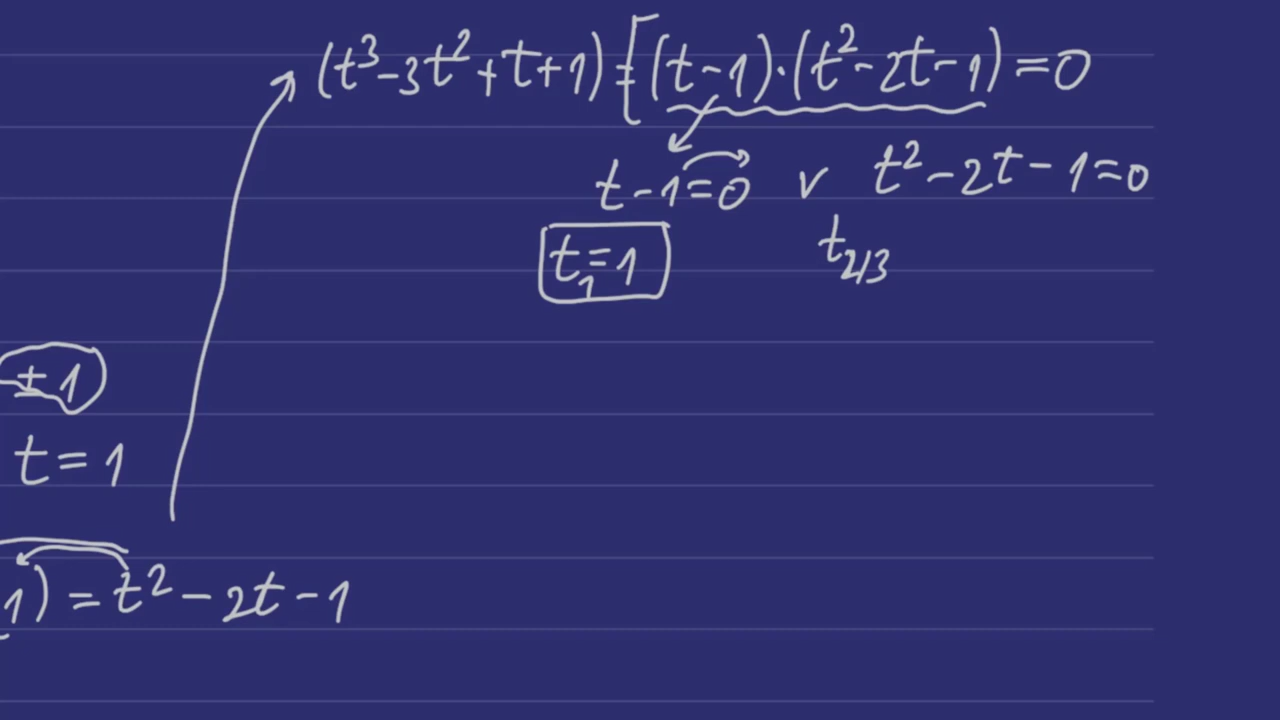 (t³-3t²+t+1)=[(t-1)·(t²-2t-1)=0
t-1=0 v t²-2t-1=0
t₁=1 t₂/₃
±1
t=1
1)=t²-2t-1